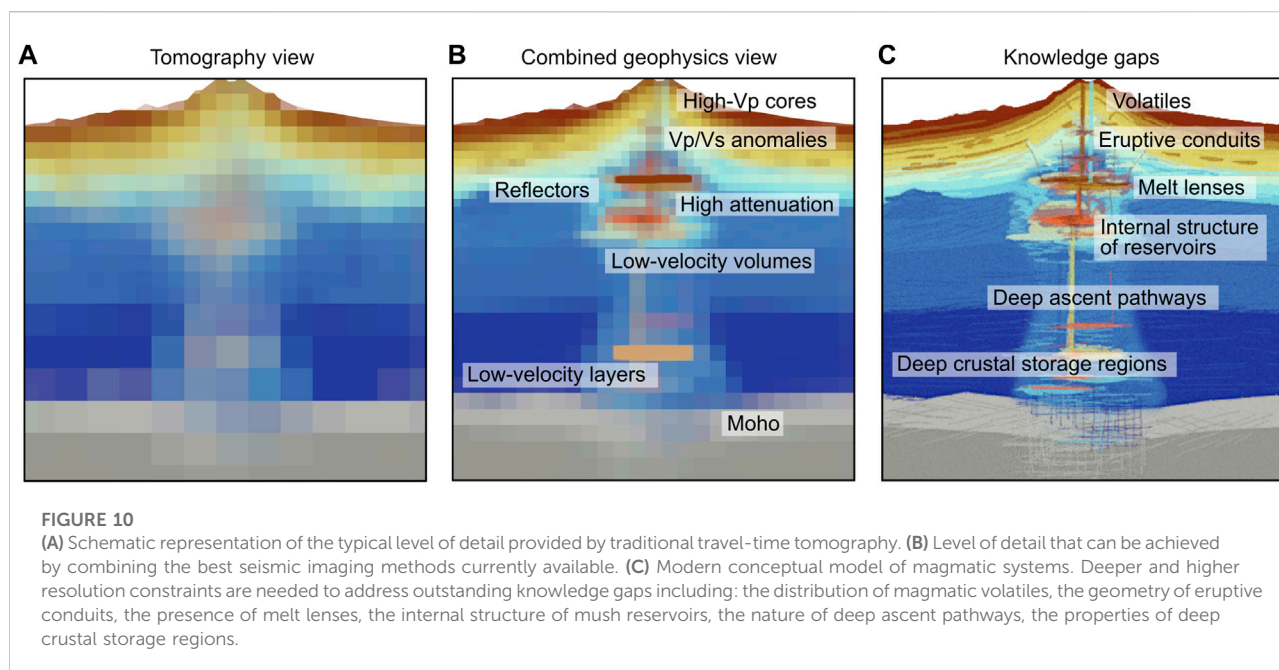 A
Tomography view
B
Combined geophysics view
C
Knowledge gaps
High-Vp cores
Vp/Vs anomalies
Reflectors
High attenuation
Low-velocity volumes
Low-velocity layers
Moho
Volatiles
Eruptive conduits
Melt lenses
Internal structure
of reservoirs
Deep ascent pathways
Deep crustal storage regions
FIGURE 10
(A) Schematic representation of the typical level of detail provided by traditional travel-time tomography. (B) Level of detail that can be achieved
by combining the best seismic imaging methods currently available. (C) Modern conceptual model of magmatic systems. Deeper and higher
resolution constraints are needed to address outstanding knowledge gaps including: the distribution of magmatic volatiles, the geometry of eruptive
conduits, the presence of melt lenses, the internal structure of mush reservoirs, the nature of deep ascent pathways, the properties of deep
crustal storage regions.